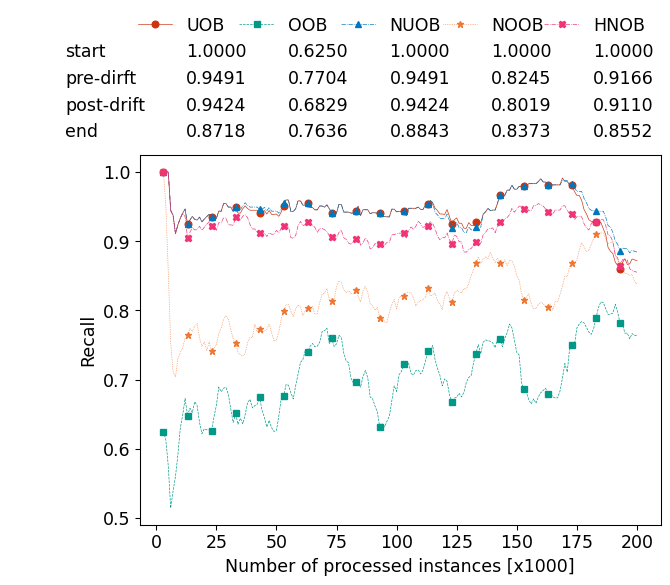 UOB OOB NUOB NOOB HNOB
start 1.0000 0.6250 1.0000 1.0000 1.0000
pre-dirft 0.9491 0.7704 0.9491 0.8245 0.9166
post-drift 0.9424 0.6829 0.9424 0.8019 0.9110
end 0.8718 0.7636 0.8843 0.8373 0.8552
1.0
0.9
0.8
0.7
0.6
0.5
Recall
0 25 50 75 100 125 150 175 200
Number of processed instances [x1000]